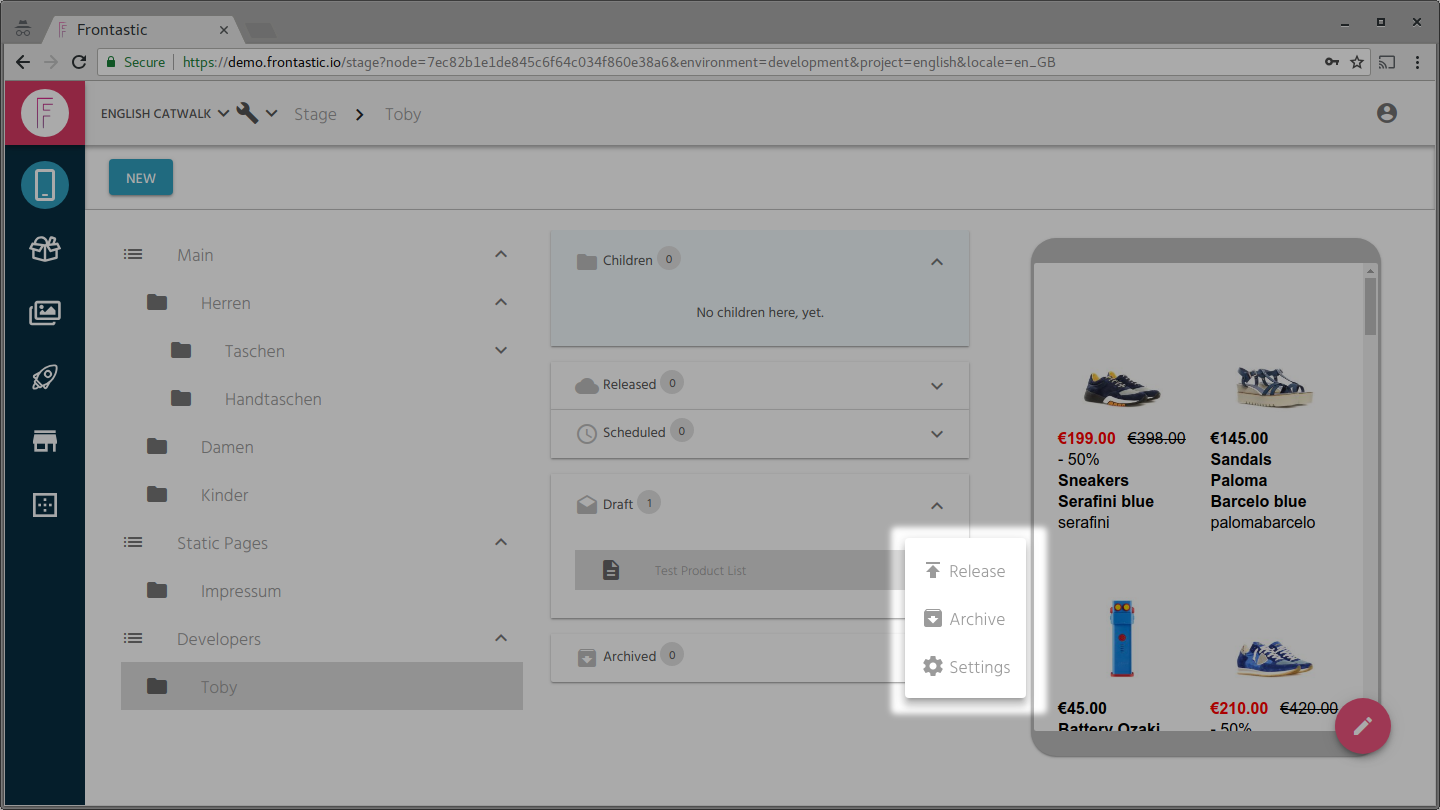 Frontastic
Secure
https://demo.frontastic.io/stage?node=7ec82b1e1de845c6f64c034f860e38a6&environment=development&project=english&locale=en_GB
ENGLISH CATWALK
Stage
Toby
NEW
Main
Herren
Taschen
Handtaschen
Damen
Kinder
Static Pages
Impressum
Developers
Toby
Children 0
No children here, yet.
Released 0
Scheduled 0
Draft 1
Test Product List
Archived 0
Release
Archive
Settings
€199.00 €398.00
- 50%
Sneakers
Serafini blue
serafini
€145.00
Sandals
Paloma
Barcelo blue
palomabarcelo
€45.00
Battery Ozaki
€210.00 €420.00
- 50%